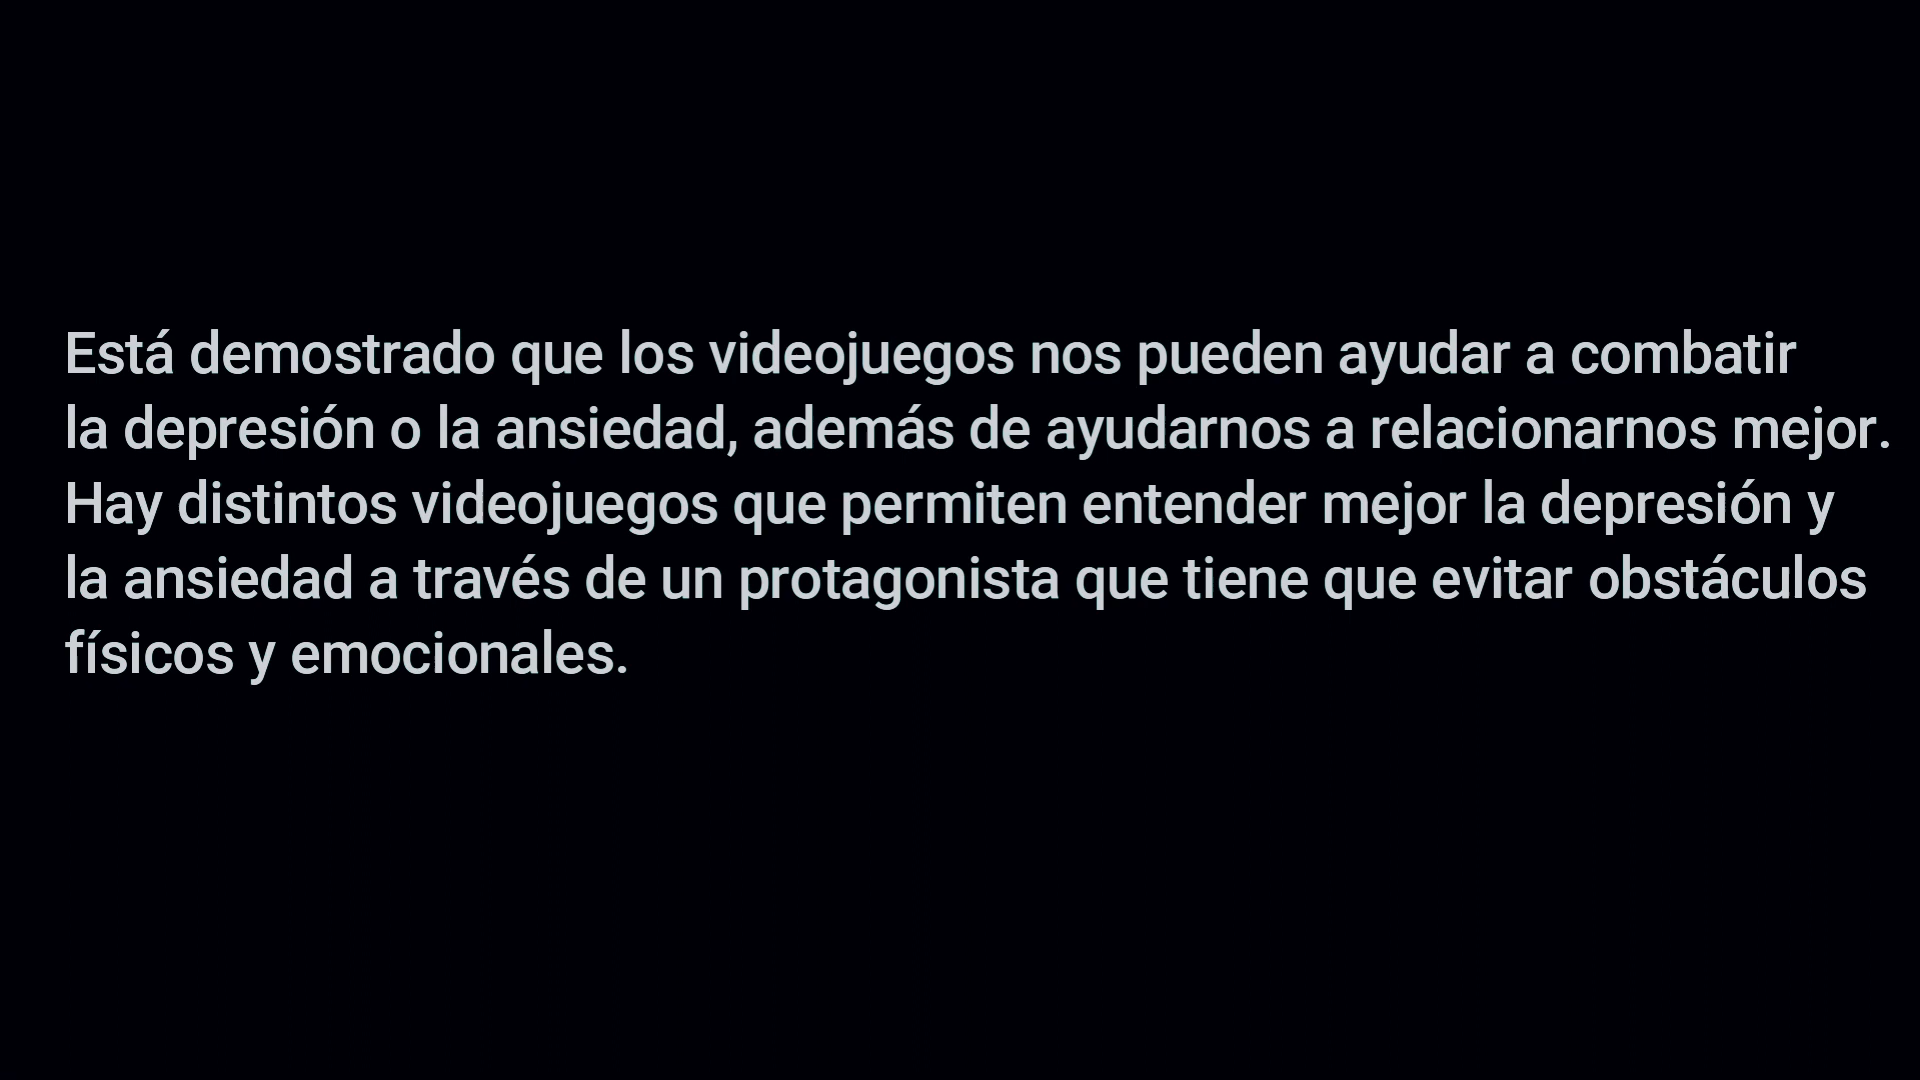 Está demostrado que los videojuegos nos pueden ayudar a combatir
la depresión o la ansiedad, además de ayudarnos a relacionarnos mejor.
Hay distintos videojuegos que permiten entender mejor la depresión y
la ansiedad a través de un protagonista que tiene que evitar obstáculos
físicos y emocionales.